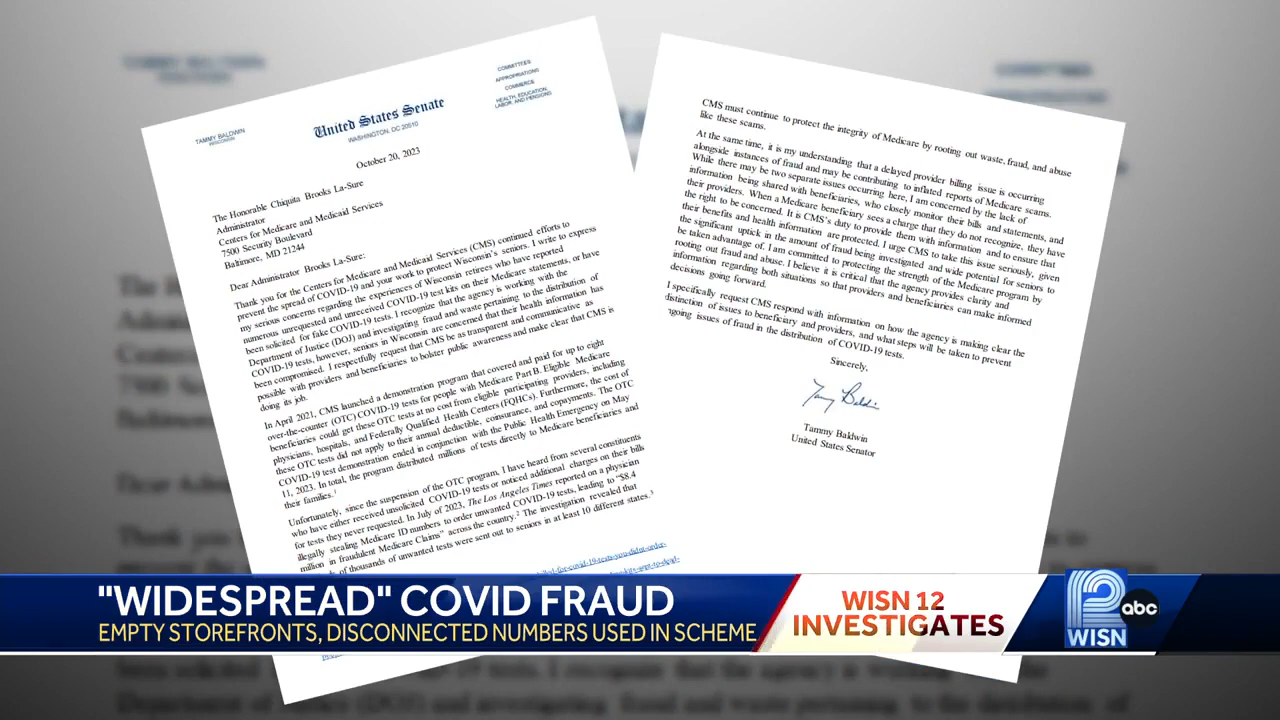 TAMMY BALDWIN
WISCONSIN
United States Senate
WASHINGTON, DC 20510
COMMITTEES
APPROPRIATIONS
COMMERCE
HEALTH, EDUCATION,
LABOR, AND PENSIONS
October 20, 2023
The Honorable Chiquita Brooks La-Sure
Administrator
Centers for Medicare and Medicaid Services
7500 Security Boulevard
Baltimore, MD 21244
Dear Administrator Brooks La-Sure:
Thank you for the Centers for Medicare and Medicaid Services (CMS) continued efforts to
prevent the spread of COVID-19 and your work to protect Wisconsin's seniors. I write to express
my serious concerns regarding the experiences of Wisconsin retirees who have reported
numerous unrequested and unreceived COVID-19 test kits on their Medicare statements, or have
been solicited for fake COVID-19 tests. I recognize that the agency is working with the
Department of Justice (DOJ) and investigating fraud and waste pertaining to the distribution of
COVID-19 tests, however, seniors in Wisconsin are concerned that their health information has
been compromised. I respectfully request that CMS be as transparent and communicative as
possible with providers and beneficiaries to bolster public awareness and make clear that CMS is
doing its job.
In April 2021, CMS launched a demonstration program that covered and paid for up to eight
over-the-counter (OTC) COVID-19 tests for people with Medicare Part B. Eligible Medicare
beneficiaries could get these OTC tests at no cost from eligible participating providers, including
physicians, hospitals, and Federally Qualified Health Centers (FQHCs). Furthermore, the cost of
these OTC tests did not apply to their annual deductible, coinsurance, and copayments. The OTC
COVID-19 test demonstration ended in conjunction with the Public Health Emergency on May
11, 2023. In total, the program distributed millions of tests directly to Medicare beneficiaries and
their families.1
Unfortunately, since the suspension of the OTC program, I have heard from several constituents
who have either received unsolicited COVID-19 tests or noticed additional charges on their bills
for tests they never requested. In July of 2023, The Los Angeles Times reported on a physician
illegally stealing Medicare ID numbers to order unwanted COVID-19 tests, leading to "$8.4
million in fraudulent Medicare Claims" across the country.2 The investigation revealed that
of thousands of unwanted tests were sent out to seniors in at least 10 different states.3
CMS must continue to protect the integrity of Medicare by rooting out waste, fraud, and abuse
like these scams.
At the same time, it is my understanding that a delayed provider billing issue is occurring
alongside instances of fraud and may be contributing to inflated reports of Medicare scams.
While there may be two separate issues occurring here, I am concerned by the lack of
information being shared with beneficiaries, who closely monitor their bills and statements, and
their providers. When a Medicare beneficiary sees a charge that they do not recognize, they have
the right to be concerned. It is CMS's duty to provide them with information and to ensure that
their benefits and health information are protected. I urge CMS to take this issue seriously, given
the significant uptick in the amount of fraud being investigated and wide potential for seniors to
be taken advantage of. I am committed to protecting the strength of the Medicare program by
rooting out fraud and abuse. I believe it is critical that the agency provides clarity and
information regarding both situations so that providers and beneficiaries can make informed
decisions going forward.
I specifically request CMS respond with information on how the agency is making clear the
distinction of issues to beneficiary and providers, and what steps will be taken to prevent
ngoing issues of fraud in the distribution of COVID-19 tests.
Sincerely,
Tammy Baldwin
Tammy Baldwin
United States Senator
"WIDESPREAD" COVID FRAUD
EMPTY STOREFRONTS, DISCONNECTED NUMBERS USED IN SCHEME
WISN 12
INVESTIGATES
12
abc
WISN